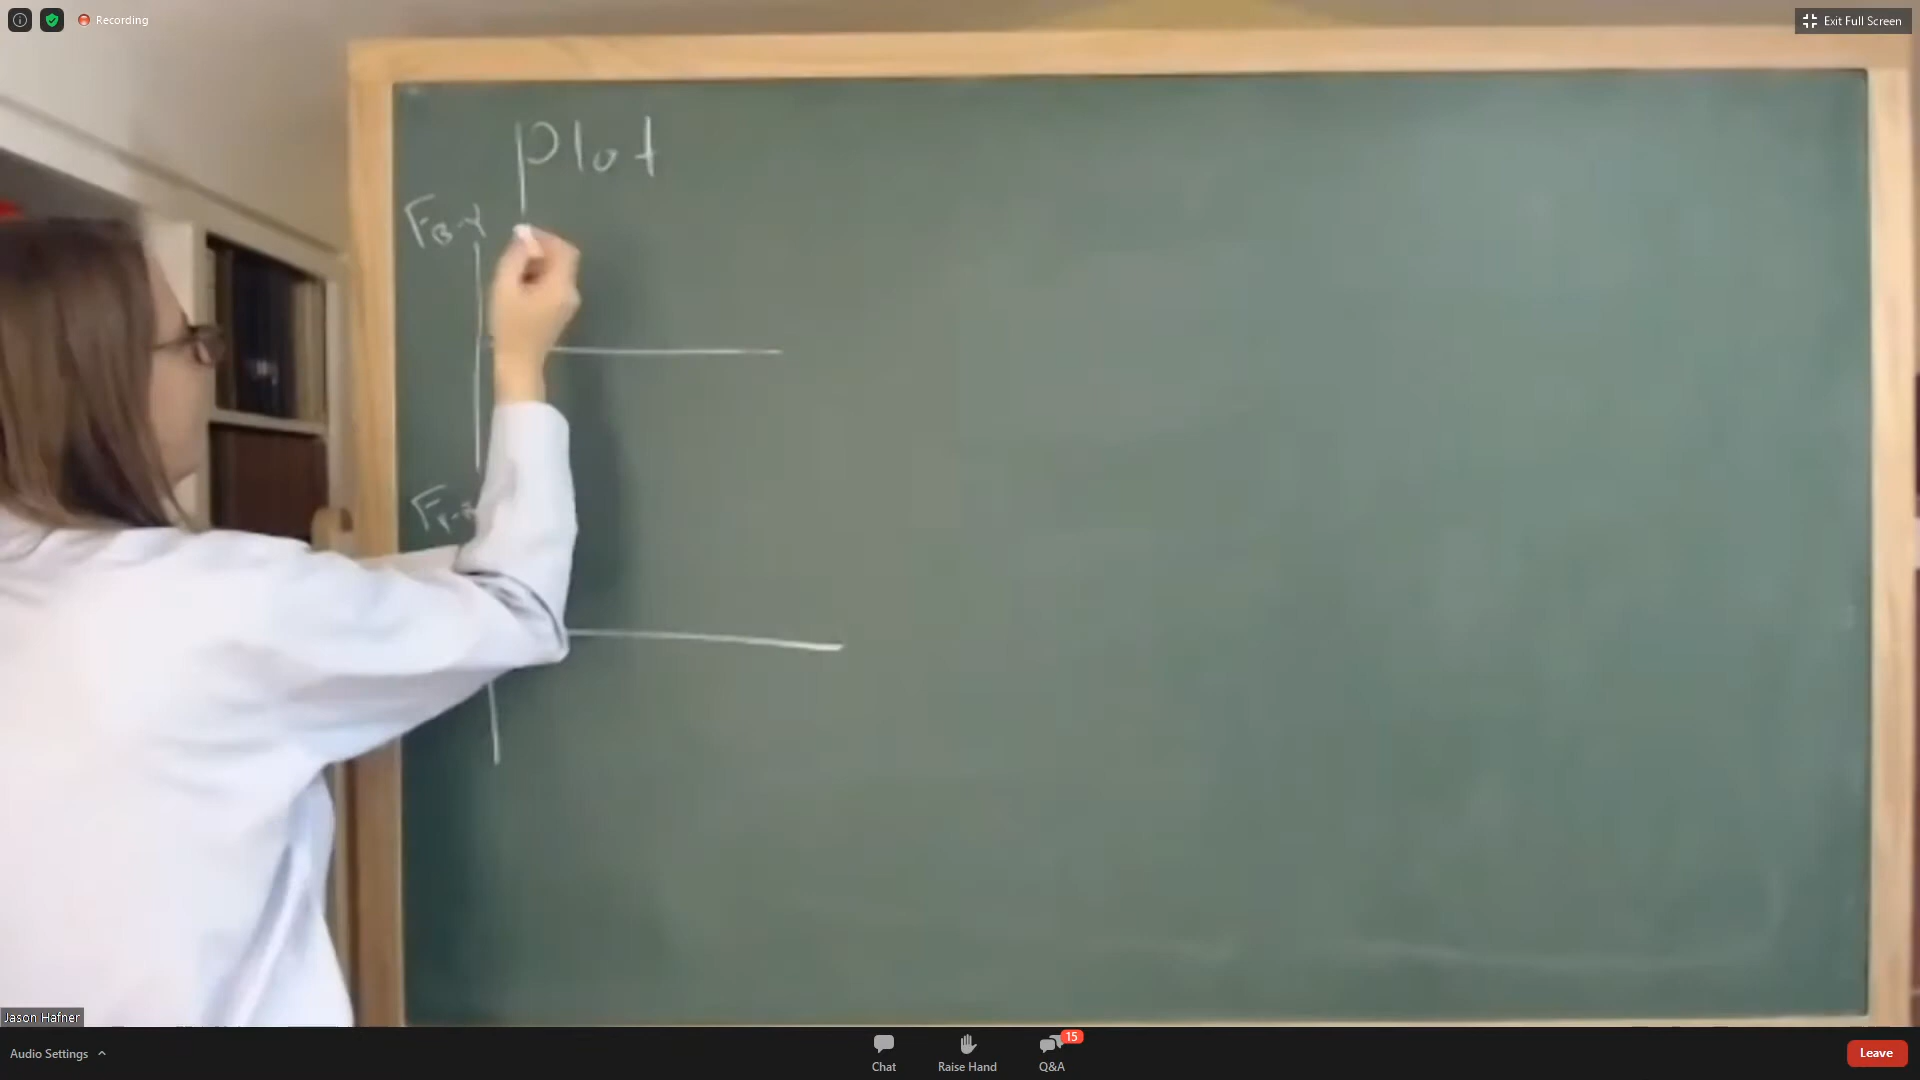 Recording
Exit Full Screen
Plot
F B-Y
Jason Hafner
Audio Settings
Chat
Raise Hand
Q&A
15
Leave